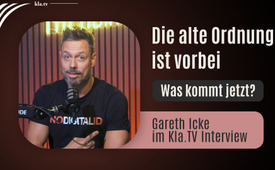 kla.tv
Die alte Ordnung
ist vorbei
Was kommt jetzt?
NODIGITALID
Gareth Icke
im Kla.TV Interview